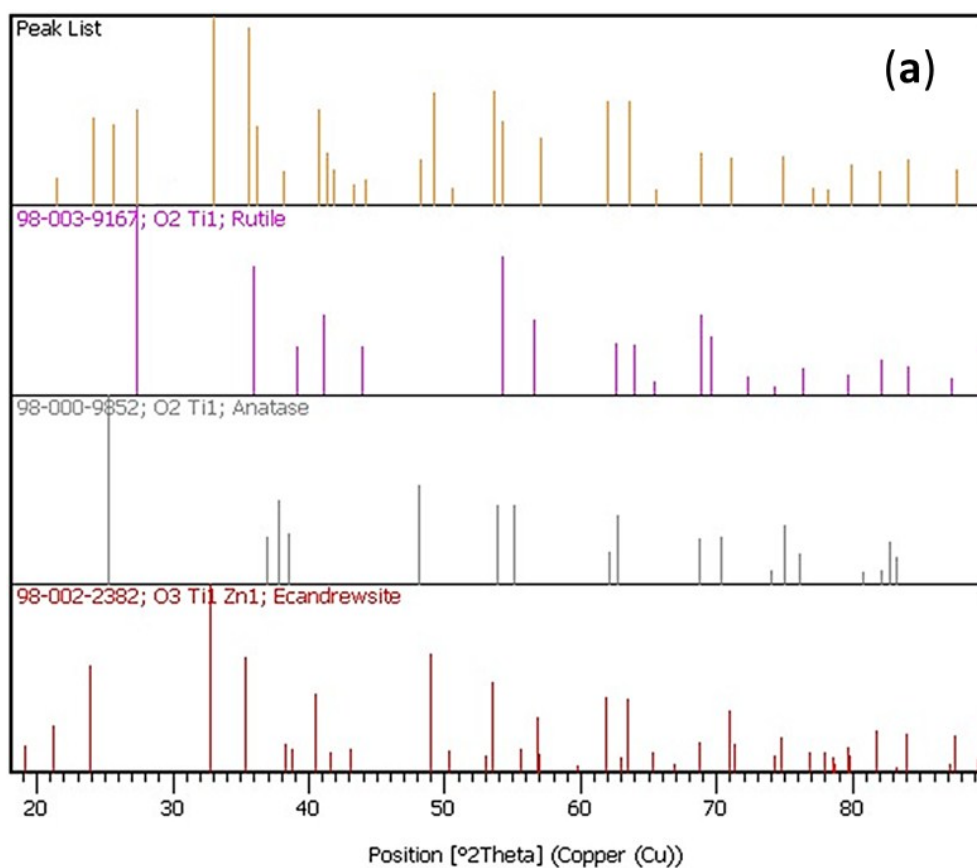 Peak List
(a)
98-003-9167; O2 Ti1; Rutile
98-000-9852; O2 Ti1; Anatase
98-002-2382; O3 Ti1 Zn1; Ecandrewsite
20 30 40 50 60 70 80
Position [°2Theta] (Copper (Cu))